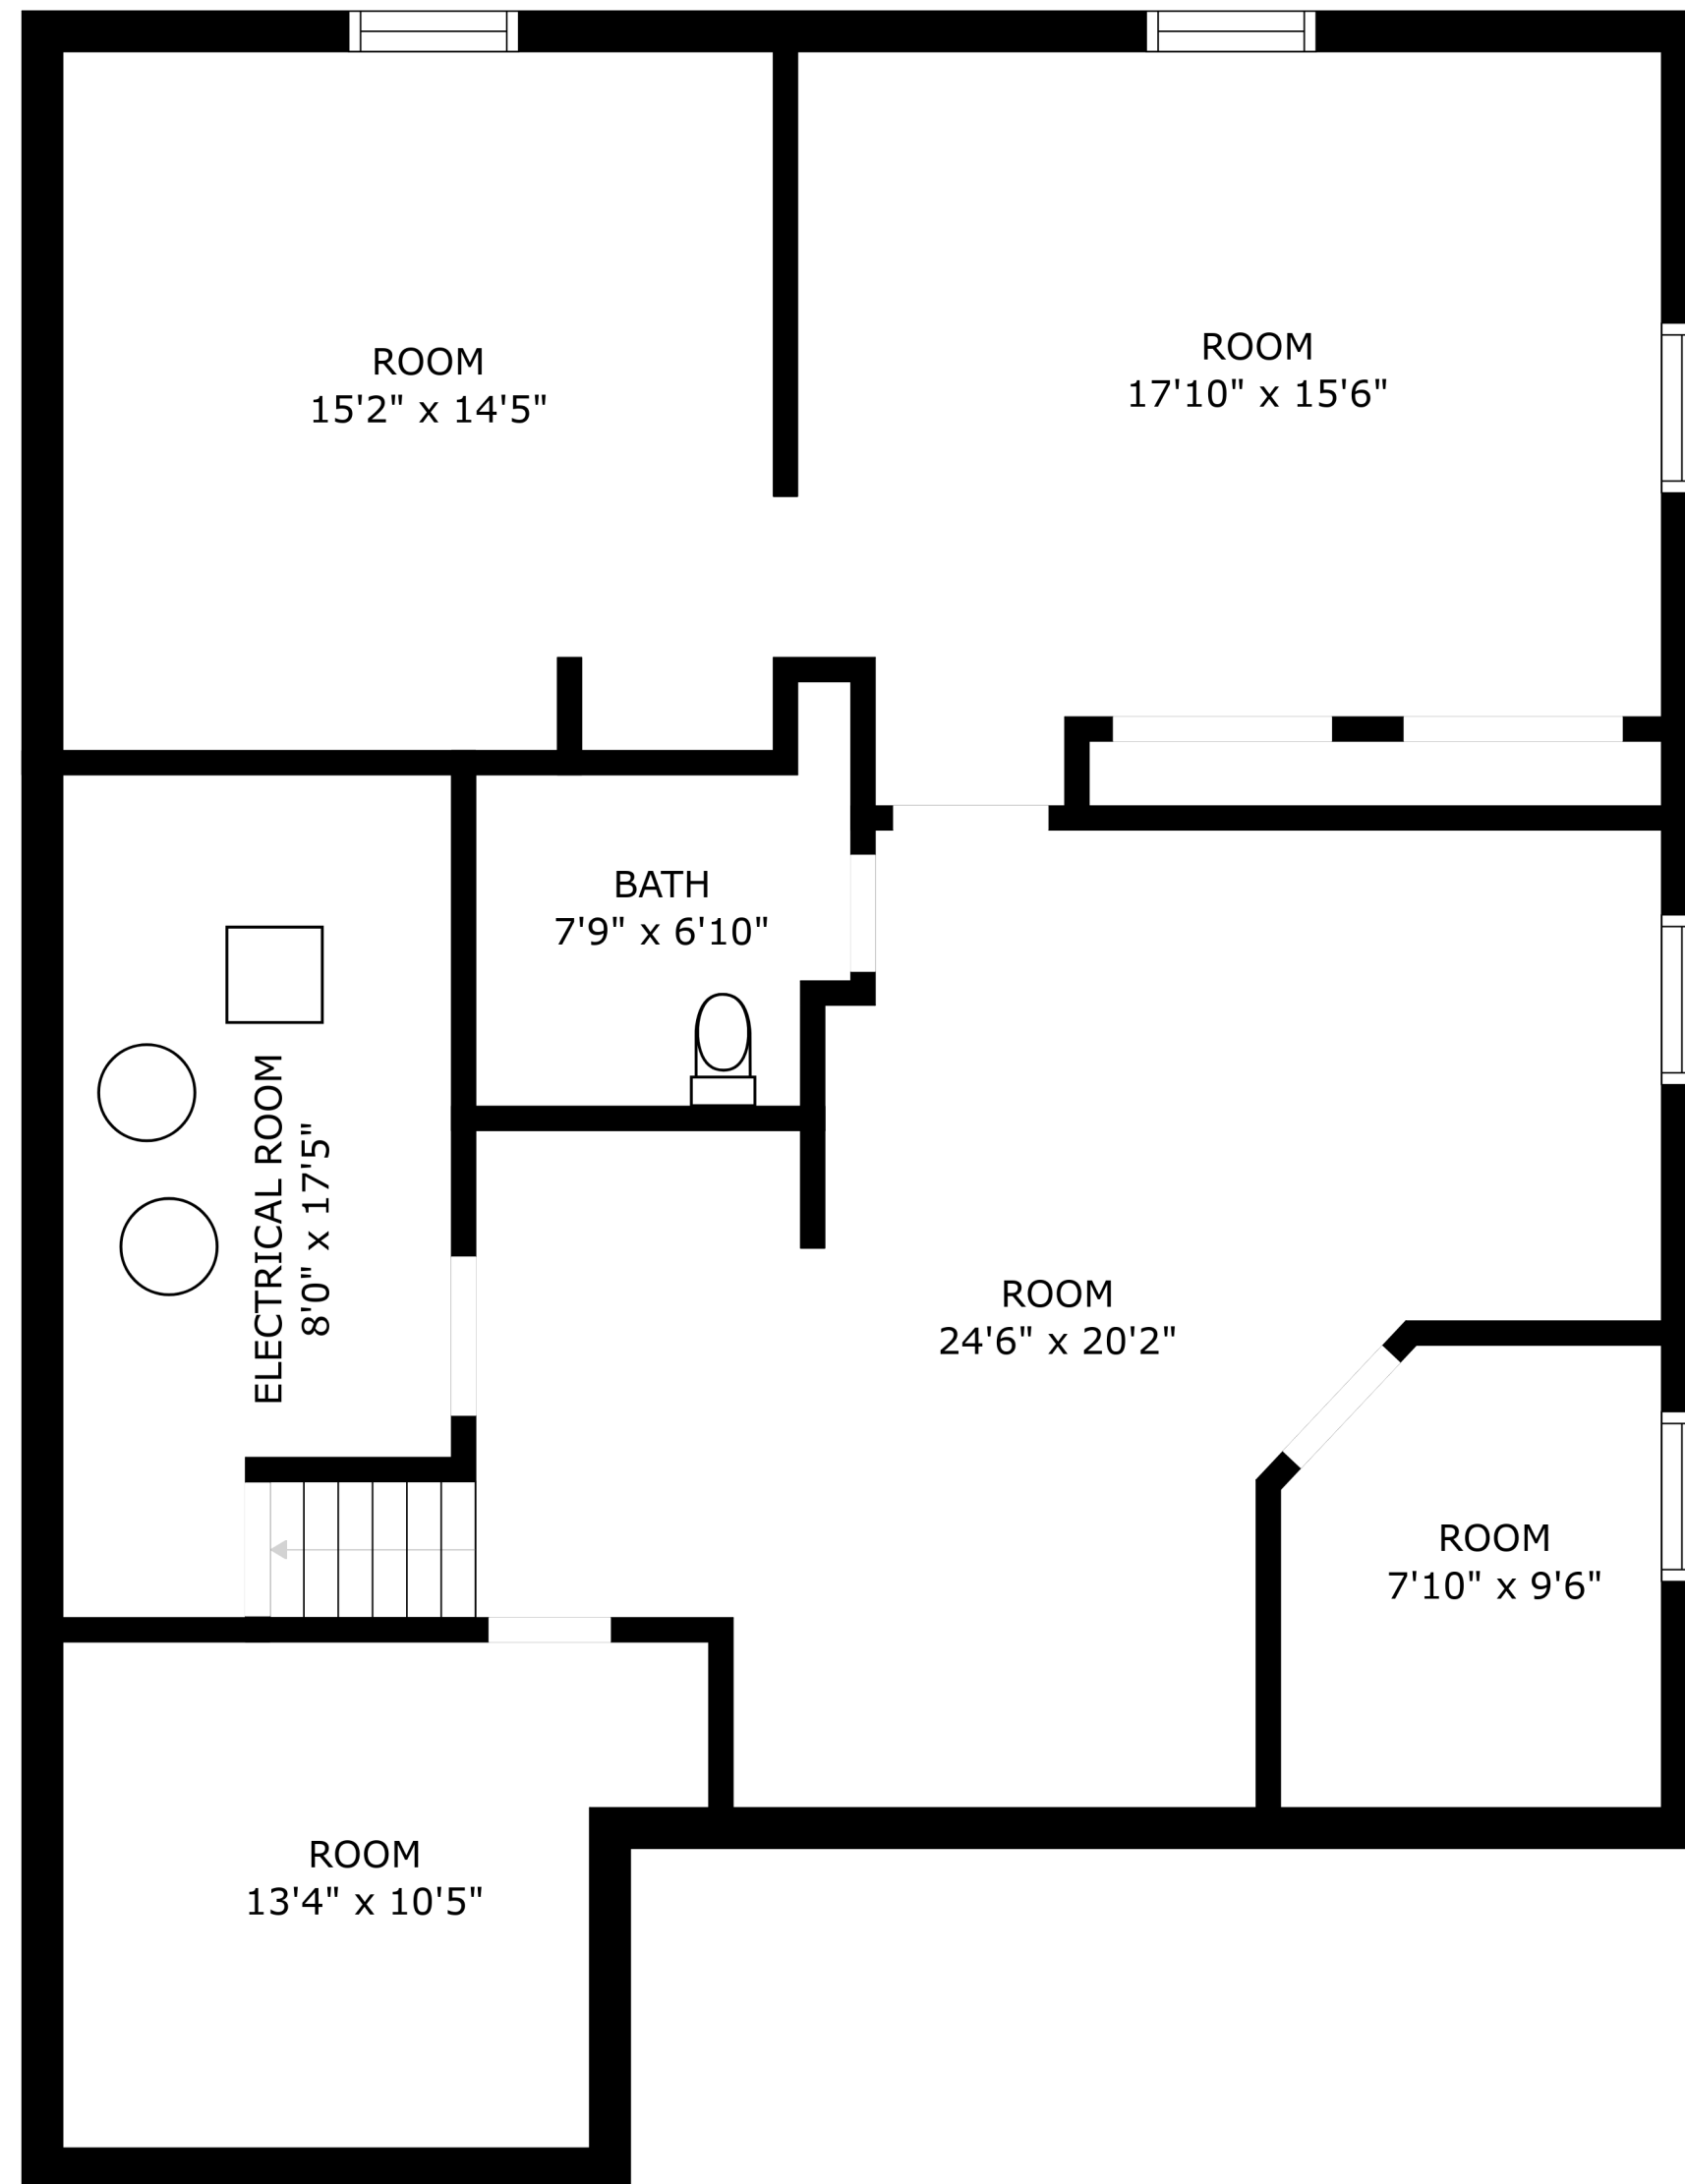 ROOM
15'2" x 14'5"
ROOM
17'10" x 15'6"
BATH
7'9" x 6'10"
ELECTRICAL ROOM
8'0" x 17'5"
ROOM
24'6" x 20'2"
ROOM
7'10" x 9'6"
ROOM
13'4" x 10'5"